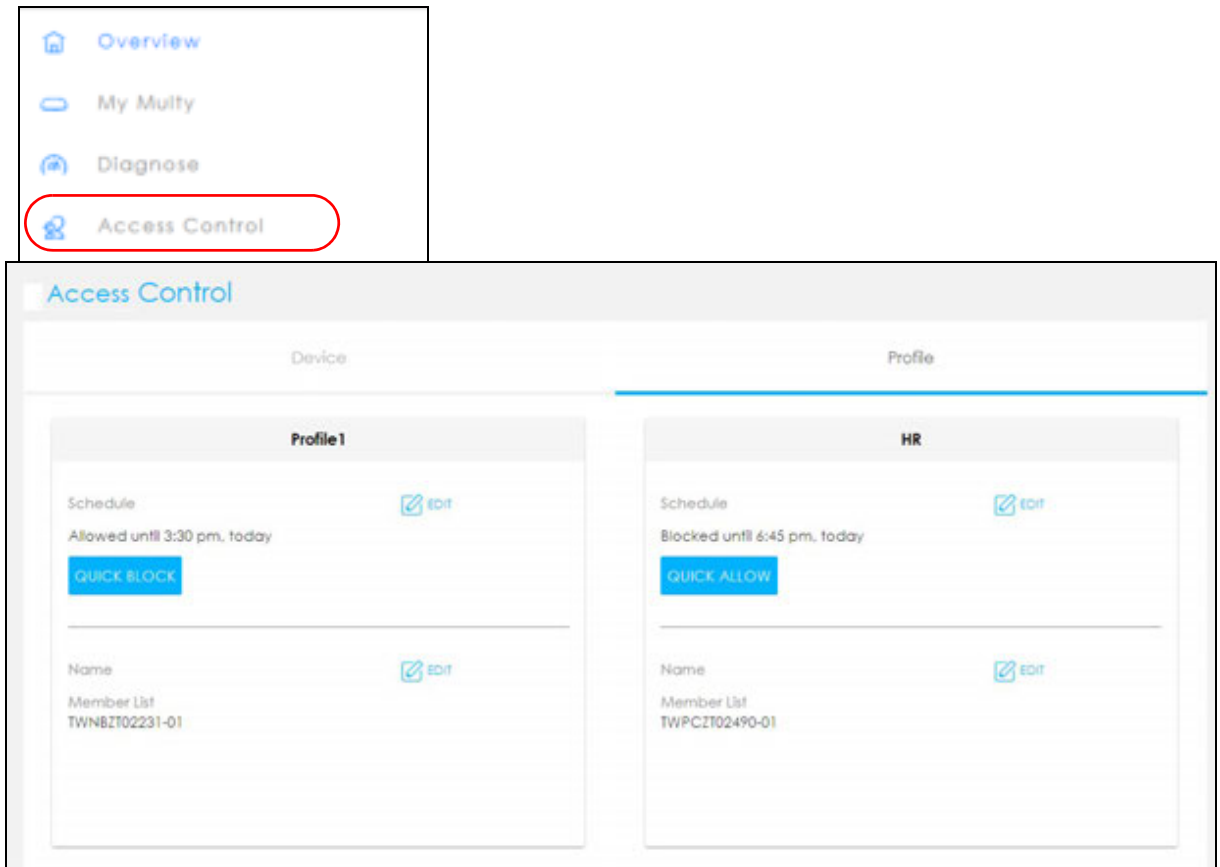 Overview
My Multy
Diagnose
Access Control
Access Control
Device
Profile
Profile1
Schedule
EDIT
Allowed until 3:30 pm, today
QUICK BLOCK
Name
EDIT
Member List
TWNBZT02231-01
HR
Schedule
EDIT
Blocked until 6:45 pm, today
QUICK ALLOW
Name
EDIT
Member List
TWPCZT02490-01